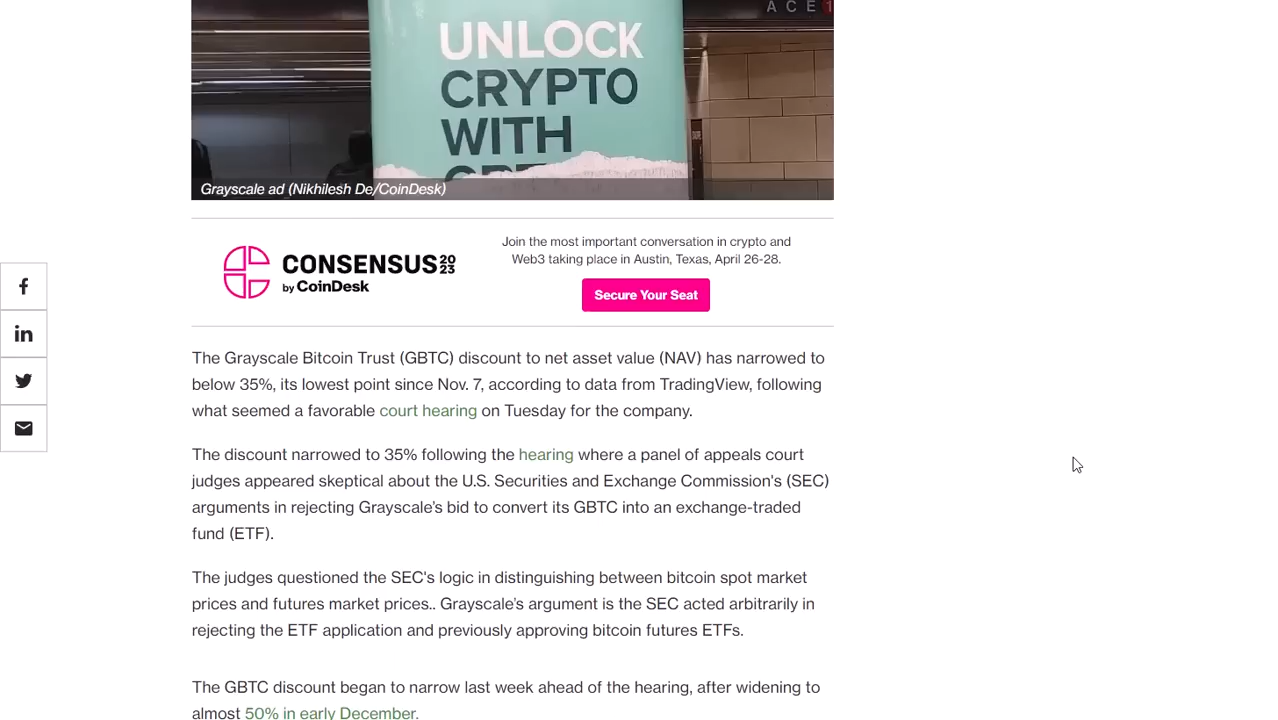 A C E 1
UNLOCK
CRYPTO
WITH
Grayscale ad (Nikhilesh De/CoinDesk)
CONSENSUS 20 23
by CoinDesk
Join the most important conversation in crypto and
Web3 taking place in Austin, Texas, April 26-28.
Secure Your Seat
The Grayscale Bitcoin Trust (GBTC) discount to net asset value (NAV) has narrowed to
below 35%, its lowest point since Nov. 7, according to data from TradingView, following
what seemed a favorable court hearing on Tuesday for the company.
The discount narrowed to 35% following the hearing where a panel of appeals court
judges appeared skeptical about the U.S. Securities and Exchange Commission's (SEC)
arguments in rejecting Grayscale’s bid to convert its GBTC into an exchange-traded
fund (ETF).
The judges questioned the SEC's logic in distinguishing between bitcoin spot market
prices and futures market prices.. Grayscale’s argument is the SEC acted arbitrarily in
rejecting the ETF application and previously approving bitcoin futures ETFs.
The GBTC discount began to narrow last week ahead of the hearing, after widening to
almost 50% in early December.